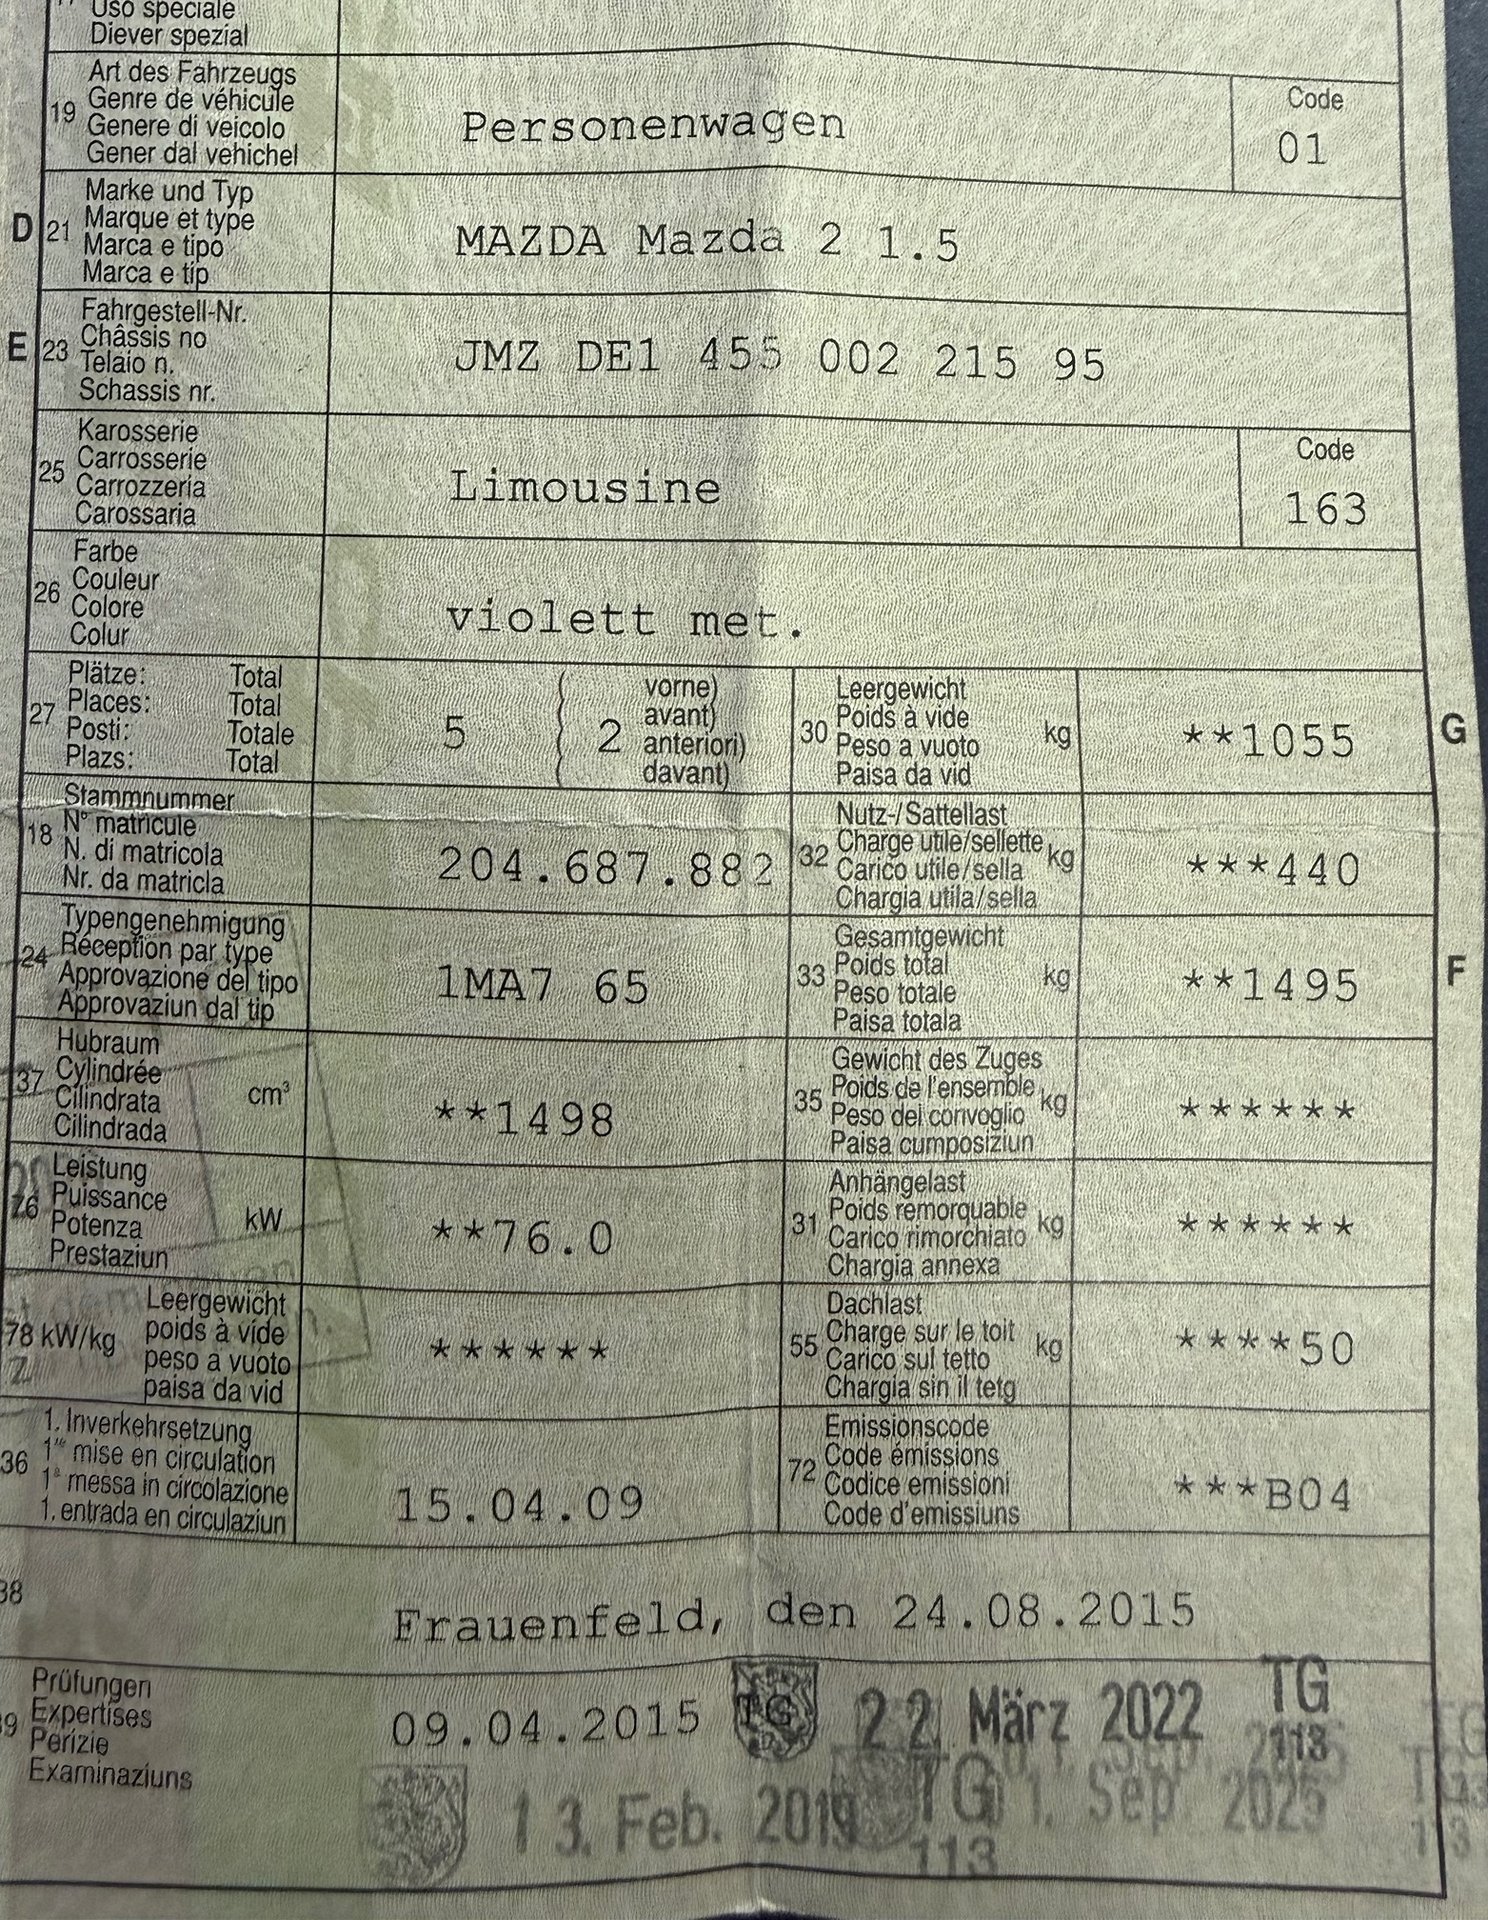 Uso speciale
Diever spezial
19 Art des Fahrzeugs
Genre de véhicule
Genere di veicolo
Gener dal vehichel
Personenwagen
Code
01
D 21 Marke und Typ
Marque et type
Marca e tipo
Marca e tip
MAZDA Mazda 2 1.5
E 23 Fahrgestell-Nr.
Châssis no
Telaio n.
Schassis nr.
JMZ DE1 455 002 215 95
25 Karosserie
Carrosserie
Carrozzeria
Carossaria
Limousine
Code
163
26 Farbe
Couleur
Colore
Colur
violett met.
27 Plätze: Total
Places: Total
Posti: Totale
Plazs: Total
5 ( 2 vorne)
avant)
anteriori)
davant)
30 Leergewicht
Poids à vide
Peso a vuoto
Paisa da vid
kg
**1055
G
18 Stammnummer
N° matricule
N. di matricola
Nr. da matricla
204.687.882
32 Nutz-/Sattellast
Charge utile/sellette
Carico utile/sella
Chargia utila/sella
kg
***440
24 Typengenehmigung
Réception par type
Approvazione del tipo
Approvaziun dal tip
1MA7 65
33 Gesamtgewicht
Poids total
Peso totale
Paisa totala
kg
**1495
F
37 Hubraum
Cylindrée
Cilindrata
Cilindrada
cm³
**1498
35 Gewicht des Zuges
Poids de l'ensemble
Peso del convoglio
Paisa cumposiziun
kg
******
76 Leistung
Puissance
Potenza
Prestaziun
kW
**76.0
31 Anhängelast
Poids remorquable
Carico rimorchiato
Chargia annexa
kg
******
78 kW/kg Leergewicht
poids à vide
peso a vuoto
paisa da vid
******
55 Dachlast
Charge sur le toit
Carico sul tetto
Chargia sin il tetg
kg
****50
36 1. Inverkehrsetzung
1re mise en circulation
1a messa in circolazione
1. entrada en circulaziun
15.04.09
72 Emissionscode
Code émissions
Codice emissioni
Code d'emissiuns
***B04
38
Frauenfeld, den 24.08.2015
39 Prüfungen
Expertises
Perizie
Examinaziuns
09.04.2015 TG 22. März 2022 TG
113
13. Feb. 2019 TG
113
1. Sep. 2025 TG
113